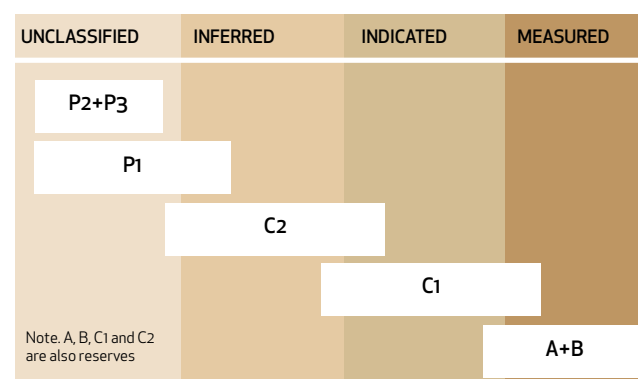 UNCLASSIFIED INFERRED INDICATED MEASURED
P2+P3
P1
C2
C1
Note. A, B, C1 and C2
are also reserves
A+B